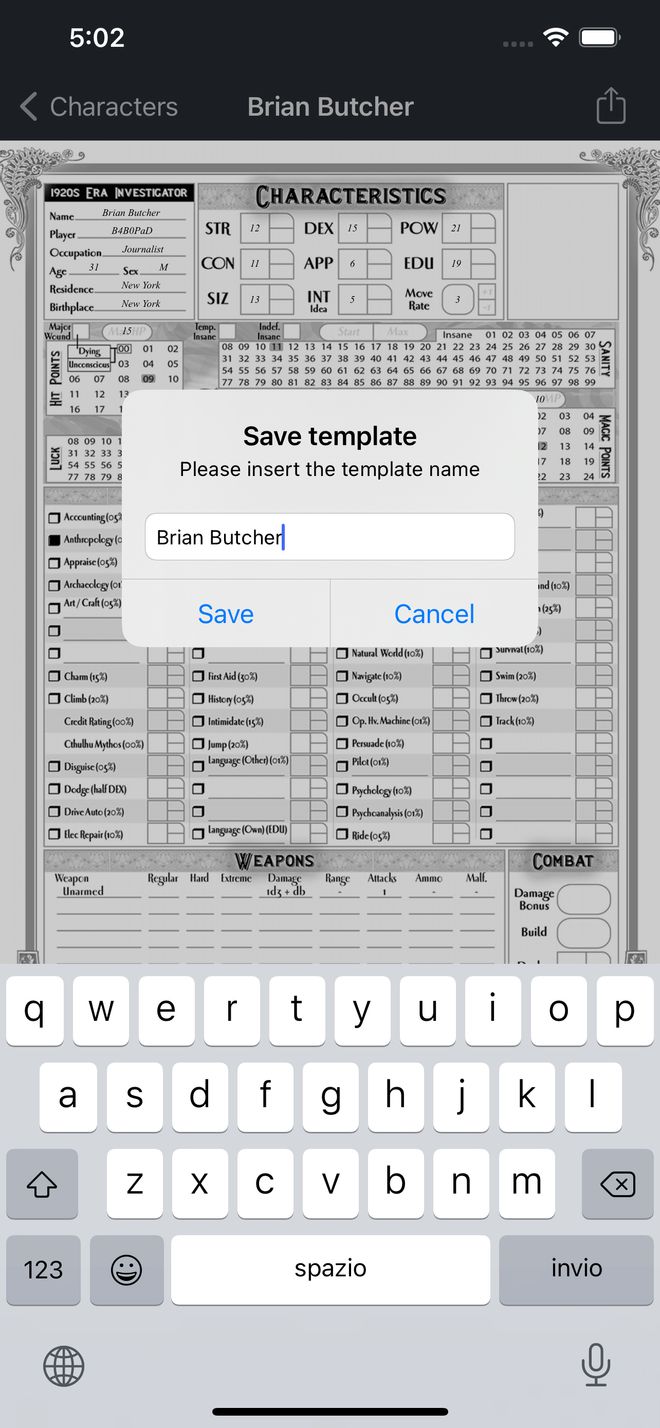 5:02
Characters
Brian Butcher
1920s Era Investigator
Name Brian Butcher
Player B4B0PaD
Occupation Journalist
Age 31 Sex M
Residence New York
Birthplace New York
Characteristics
STR 12 DEX 15 POW 21
CON 11 APP 6 EDU 19
SIZ 13 INT Idea 5 Move Rate 3
+1
-1
Major Wound
15
Hit Points
Dying
Unconscious
00 01 02
03 04 05
06 07 08 09 10
11 12
16 17
Temp. Insane
Indef. Insane
Start
Max
Sanity
Insane 01 02 03 04 05 06 07
08 09 10 11 12 13 14 15 16 17 18 19 20 21 22 23 24 25 26 27 28 29 30
31 32 33 34 35 36 37 38 39 40 41 42 43 44 45 46 47 48 49 50 51 52 53
54 55 56 57 58 59 60 61 62 63 64 65 66 67 68 69 70 71 72 73 74 75 76
77 78 79 80 81 82 83 84 85 86 87 88 89 90 91 92 93 94 95 96 97 98 99
Luck
08 09 10
31 32 33
54 55 56
77 78 79
10
Magic Points
03 04
08 09
13 14
17 18 19
22 23 24
Save template
Please insert the template name
Brian Butcher
Save
Cancel
Accounting (05%
Anthropology
Appraise (05%)
Archaeology (01
Art / Craft (05%)
Charm (15%)
Climb (20%)
Credit Rating (00%)
Cthulhu Mythos (00%)
Disguise (05%)
Dodge (half DEX)
Drive Auto (20%)
Elec Repair (10%)
First Aid (30%)
History (05%)
Intimidate (15%)
Jump (20%)
Language (Other) (01%)
Language (Own) (EDU)
Natural World (10%)
Navigate (10%)
Occult (05%)
Op. Hv. Machine (01%)
Persuade (10%)
Pilot (01%)
Psychology (10%)
Psychoanalysis (01%)
Ride (05%)
(10%)
(25%)
Survival (10%)
Swim (20%)
Throw (20%)
Track (10%)
Weapons
Weapon Regular Hard Extreme Damage Range Attacks Ammo Malf.
Unarmed 1d3 + db - 1 - -
Combat
Damage Bonus
Build
q w e r t y u i o p
a s d f g h j k l
z x c v b n m
123 spazio invio